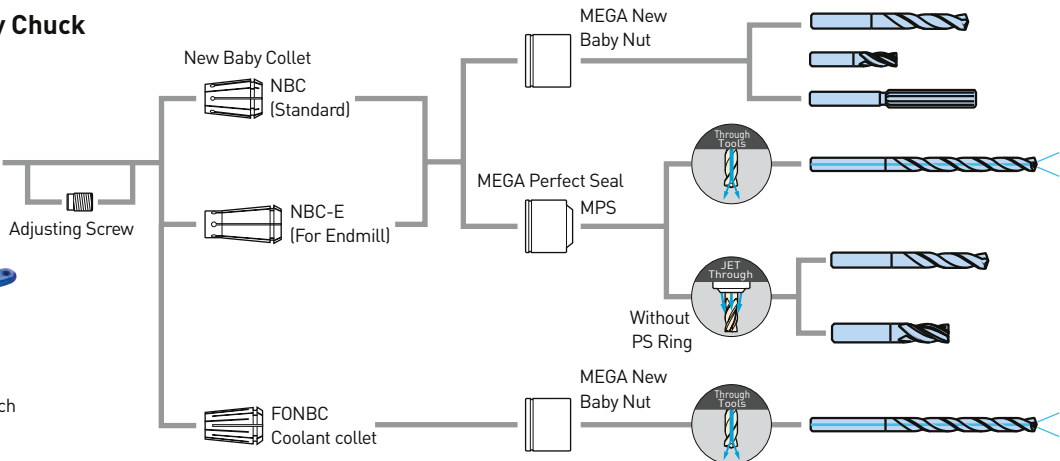 y Chuck
New Baby Collet
NBC
(Standard)
NBC-E
(For Endmill)
Adjusting Screw
FONBC
Coolant collet
ch
MEGA New
Baby Nut
MEGA Perfect Seal
MPS
Through
Tools
JET
Through
Without
PS Ring
MEGA New
Baby Nut
Through
Tools